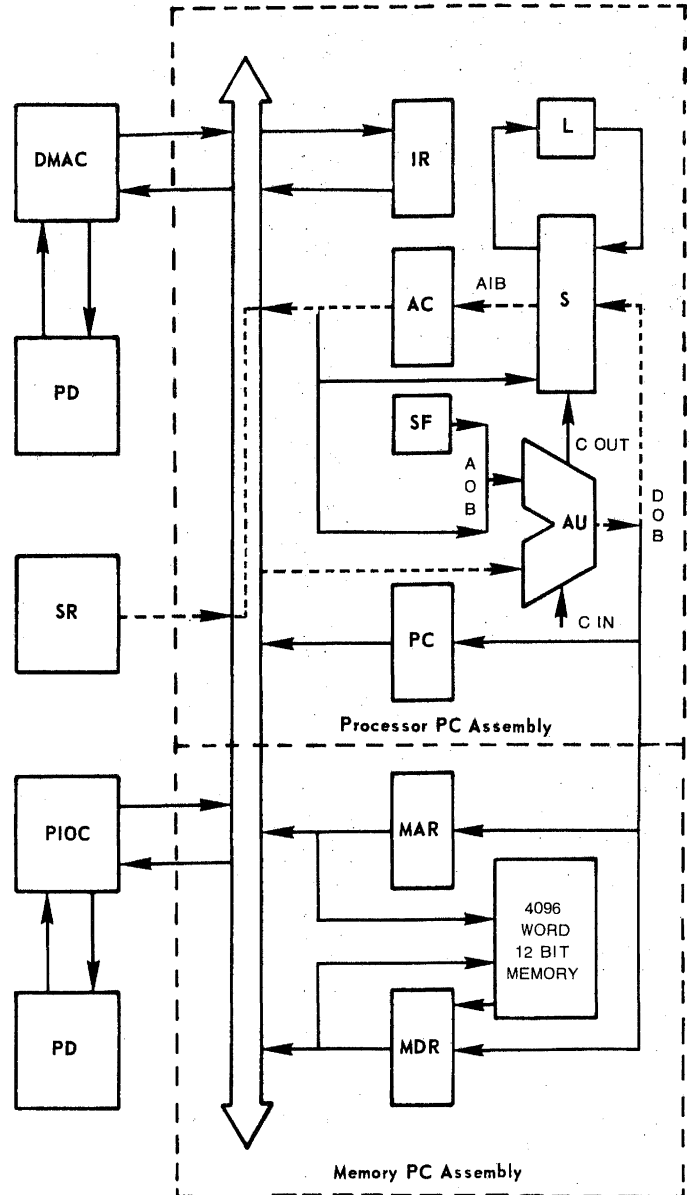 DMAC
IR
L
AC
AIB
S
PD
SF
A
O
B
C OUT
AU
D
O
B
SR
C IN
PC
Processor PC Assembly
PIOC
MAR
4096
WORD
12 BIT
MEMORY
PD
MDR
Memory PC Assembly